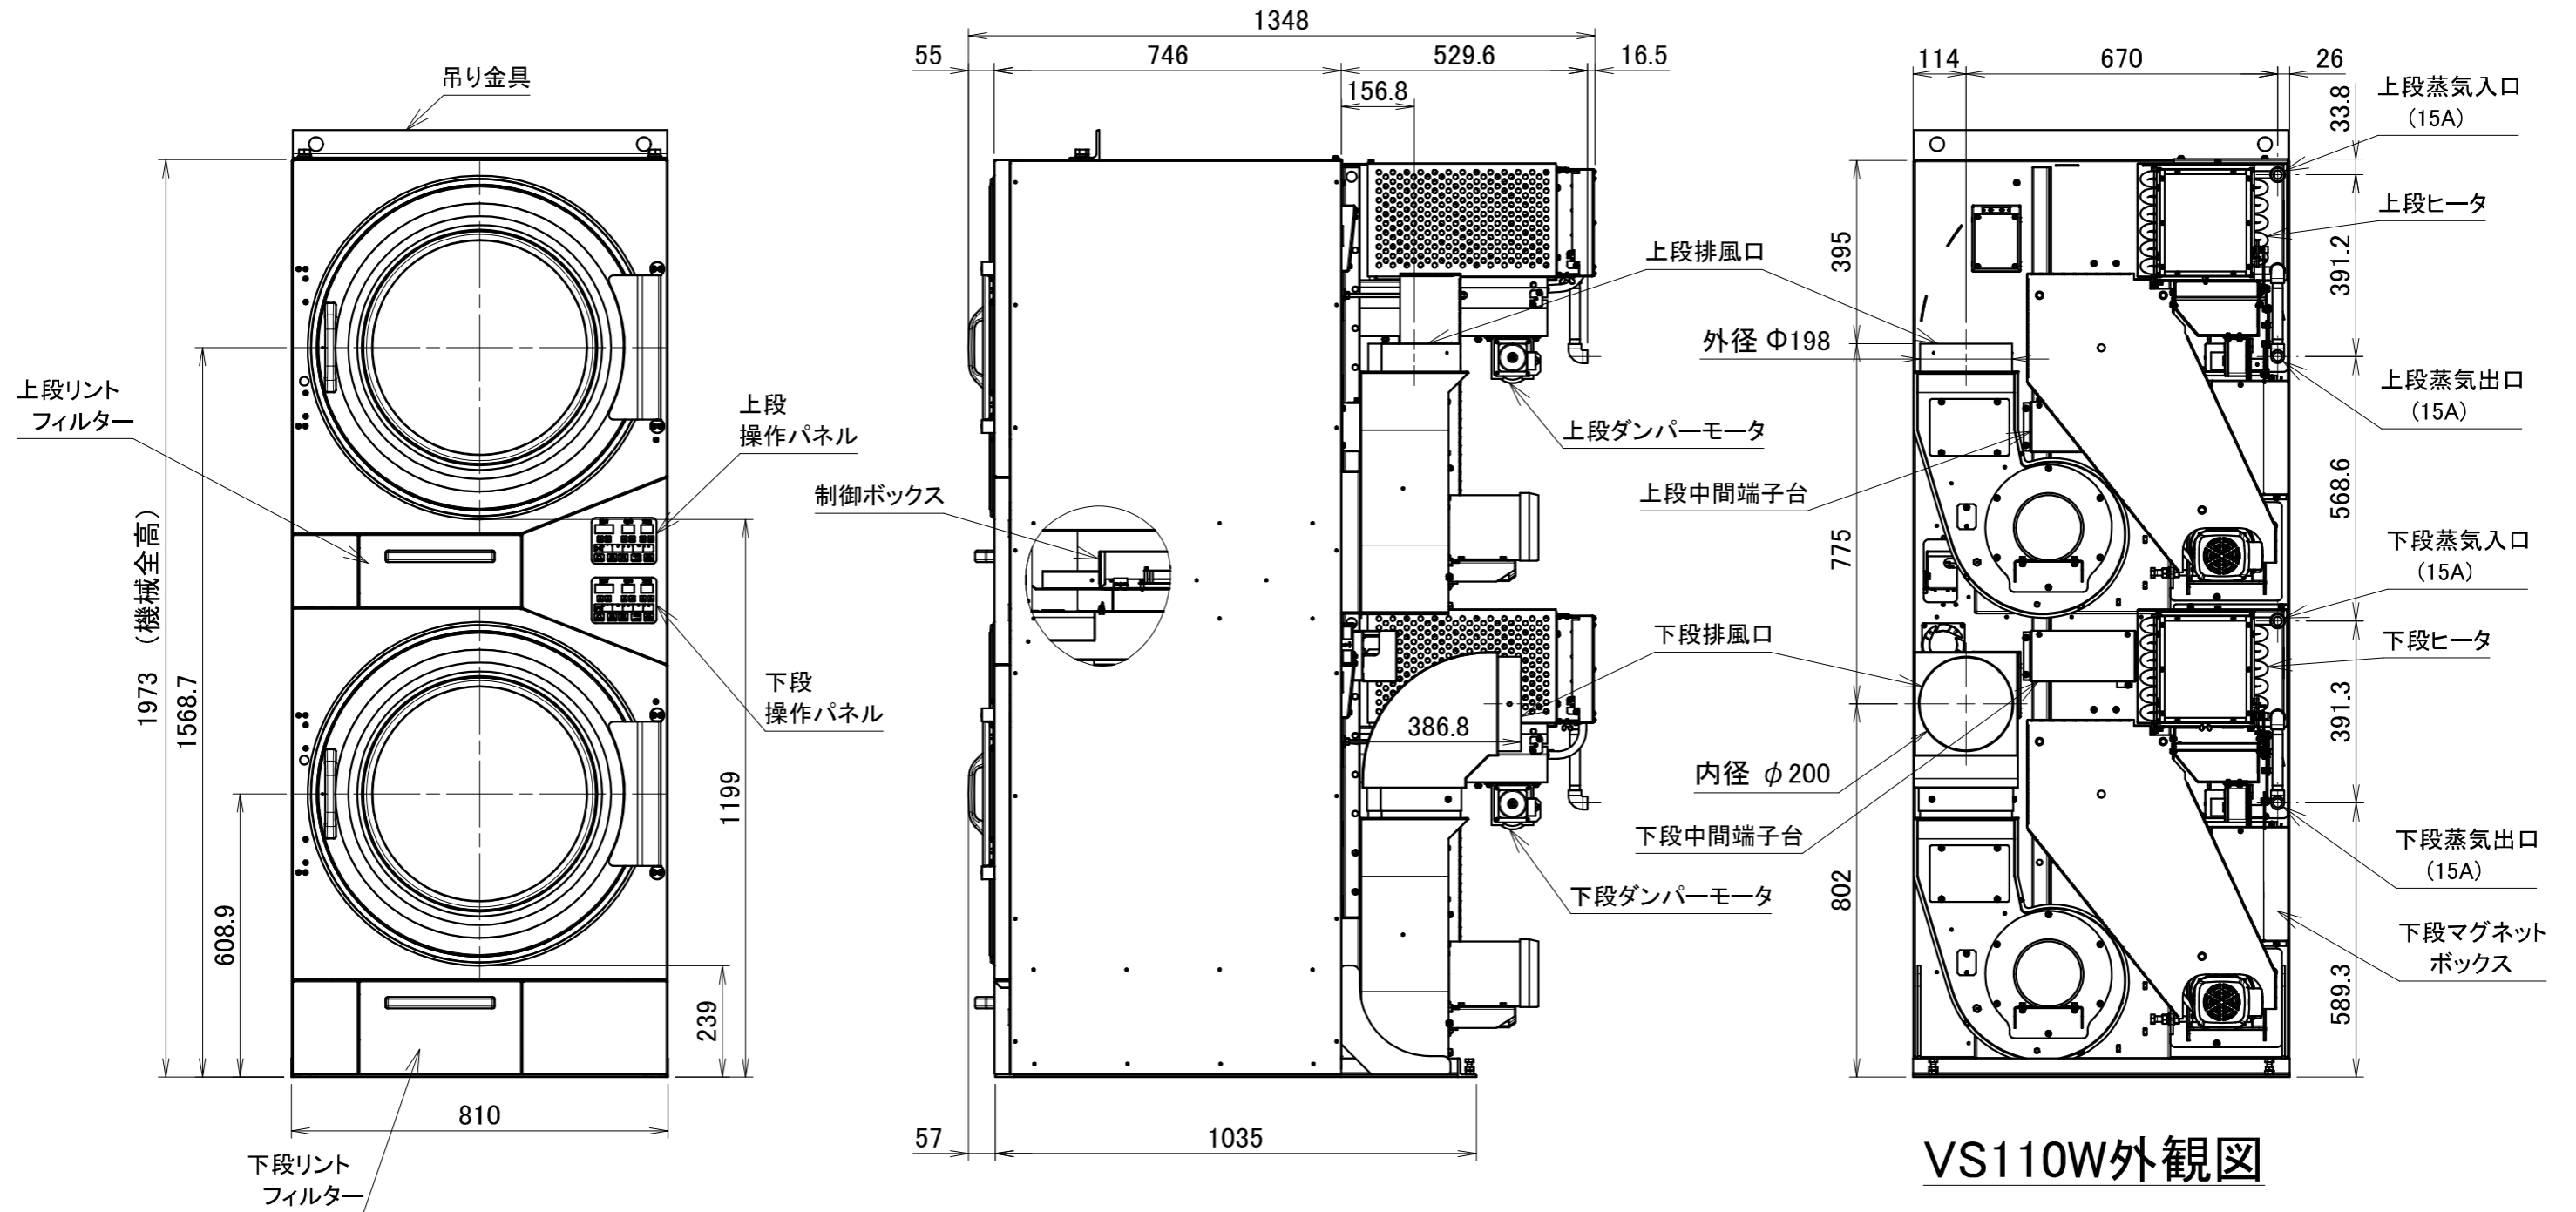 吊り金具
上段リント
フィルター
上段
操作パネル
下段
操作パネル
下段リント
フィルター
1973 (機械全高)
1568.7
608.9
1199
239
810
1348
55
746
529.6
16.5
156.8
制御ボックス
386.8
上段ダンパーモータ
下段ダンパーモータ
57
1035
上段排風口
外径 Φ198
上段中間端子台
下段排風口
内径 φ200
下段中間端子台
114
670
26
395
775
802
33.8
391.2
568.6
391.3
589.3
上段蒸気入口
(15A)
上段ヒータ
上段蒸気出口
(15A)
下段蒸気入口
(15A)
下段ヒータ
下段蒸気出口
(15A)
下段マグネット
ボックス
VS110W外観図